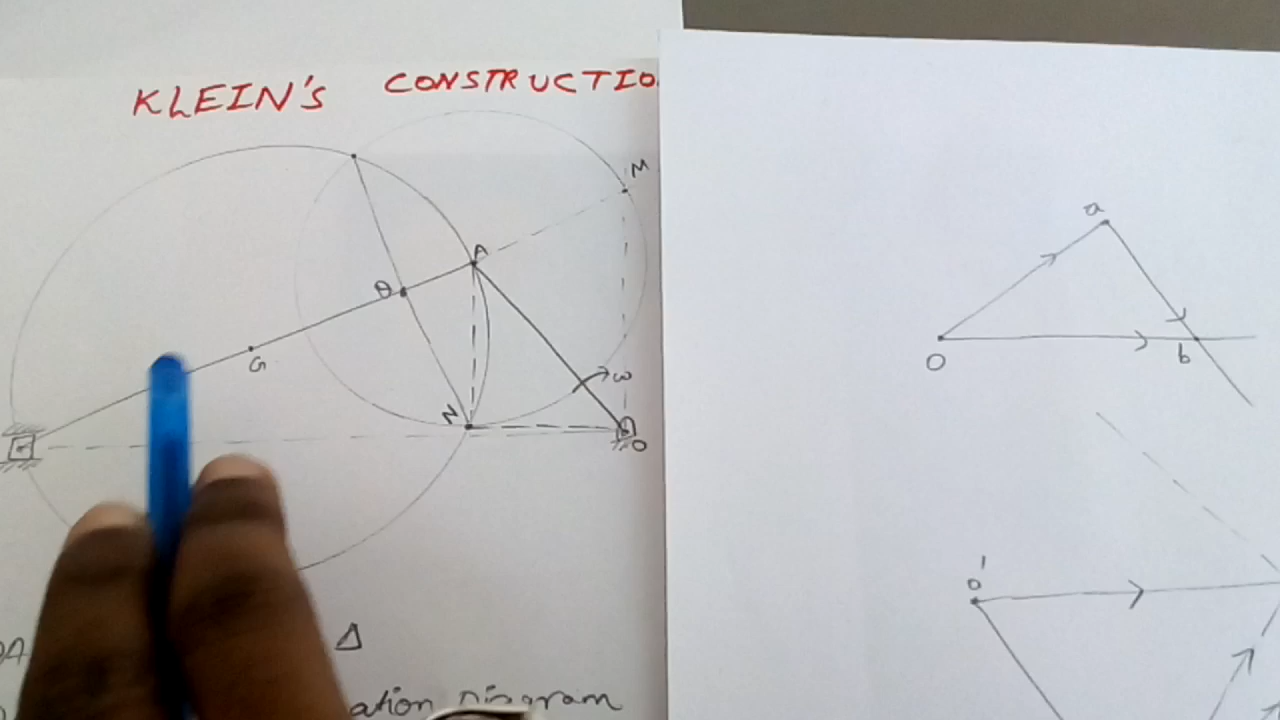 KLEIN'S CONSTRUCTIO
M
A
θ
G
ω
N
O
a
O
b
o'
Δ
ation Diagram